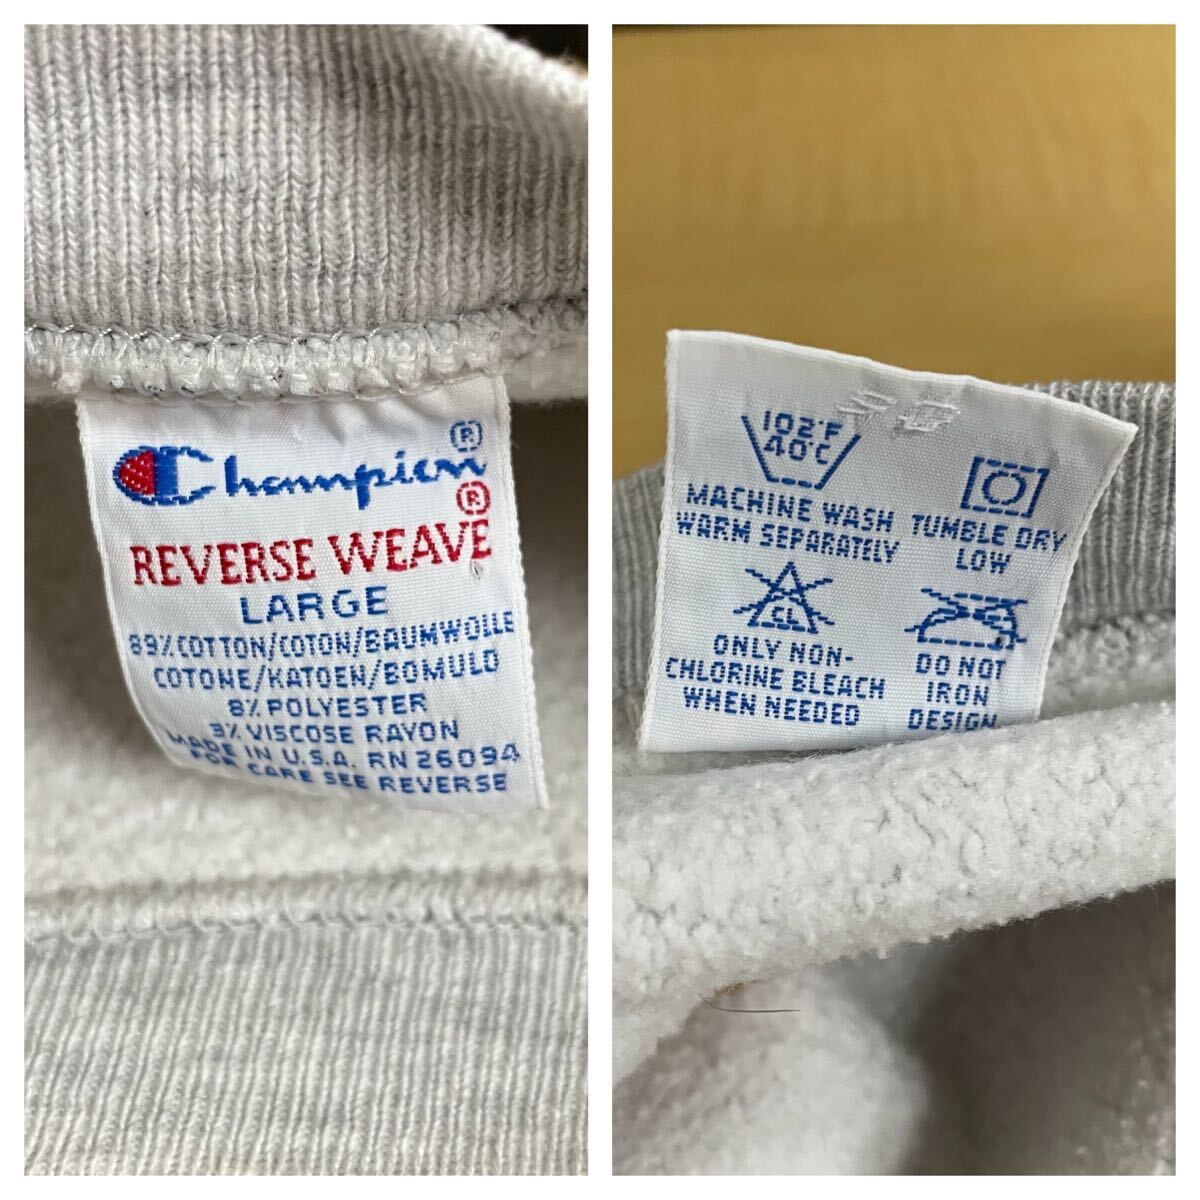 Champion ®
®
REVERSE WEAVE
LARGE
89%COTTON/COTON/BAUMWOLLE
COTONE/KATOEN/BOMULD
8% POLYESTER
3% VISCOSE RAYON
MADE IN U.S.A. RN 26094
FOR CARE SEE REVERSE
102°F
40°C
MACHINE WASH
WARM SEPARATELY
TUMBLE DRY
LOW
CL
ONLY NON-
CHLORINE BLEACH
WHEN NEEDED
DO NOT
IRON
DESIGN